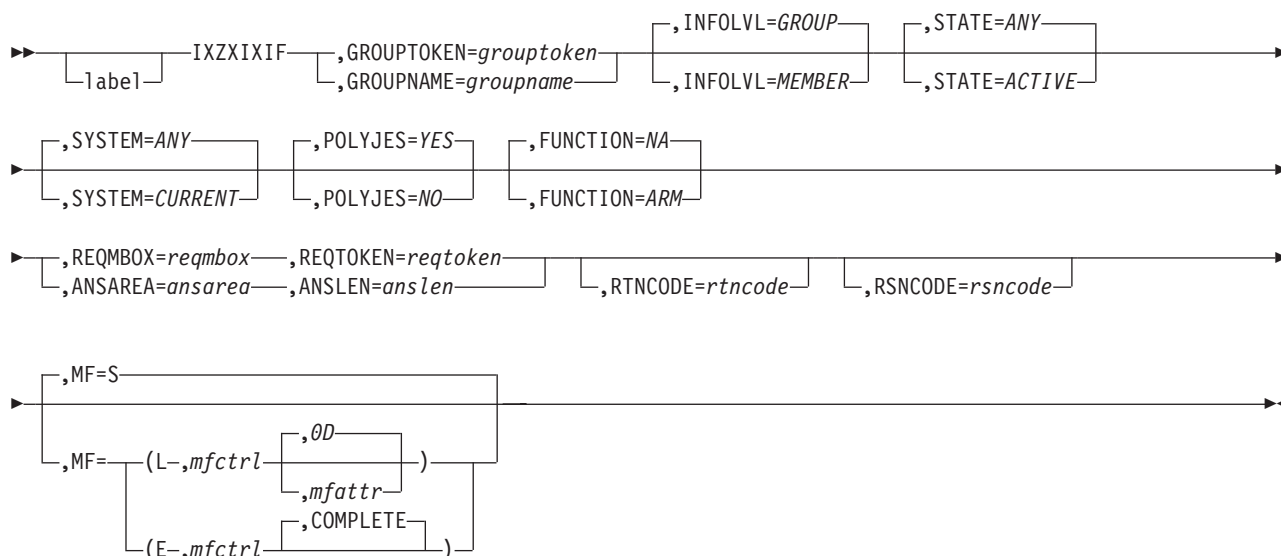 ,INFOLVL=GROUP ,STATE=ANY
IXZXIXIF ,GROUPTOKEN=grouptoken
label ,GROUPNAME=groupname ,INFOLVL=MEMBER ,STATE=ACTIVE
,SYSTEM=ANY ,POLYJES=YES ,FUNCTION=NA
,SYSTEM=CURRENT ,POLYJES=NO ,FUNCTION=ARM
,REQMBOX=reqmbox ,REQTOKEN=reqtoken
,ANSAREA=ansarea ,ANSLEN=anslen ,RTNCODE=rtncode ,RSNCODE=rsncode
,MF=S
,0D
,MF= (L ,mfctrl )
,mfattr
,COMPLETE
(E ,mfctrl )